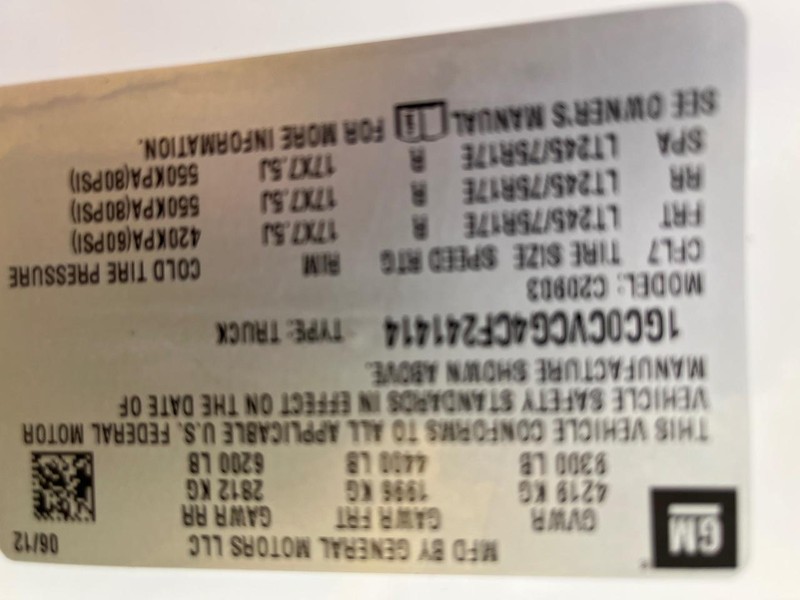 GM
MFD BY GENERAL MOTORS LLC 06/12
GVWR GAWR FRT GAWR RR
4219 KG 1996 KG 2812 KG
9300 LB 4400 LB 6200 LB
THIS VEHICLE CONFORMS TO ALL APPLICABLE U.S. FEDERAL MOTOR
VEHICLE SAFETY STANDARDS IN EFFECT ON THE DATE OF
MANUFACTURE SHOWN ABOVE.
1GC0CVCG4CF241414 TYPE: TRUCK
MODEL: C20903
CFL7 TIRE SIZE SPEED RTG RIM COLD TIRE PRESSURE
FRT LT245/75R17E R 17X7.5J 420KPA(60PSI)
RR LT245/75R17E R 17X7.5J 550KPA(80PSI)
SPA LT245/75R17E R 17X7.5J 550KPA(80PSI)
SEE OWNER'S MANUAL i FOR MORE INFORMATION.